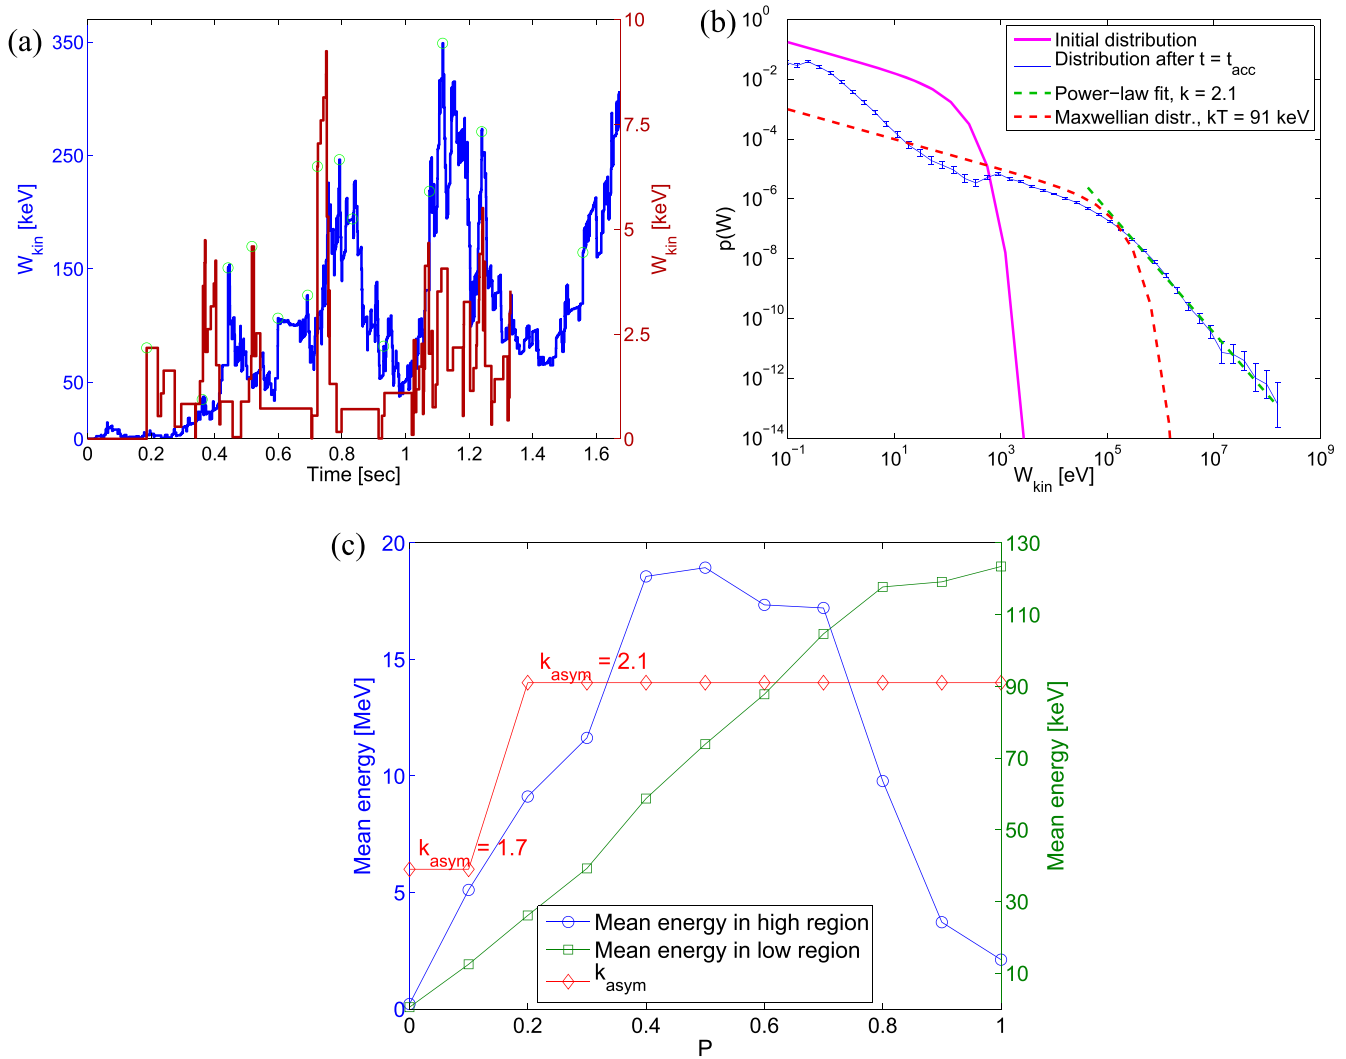 (a)
350
250
150
50
0
W_kin [keV]
0
0.2
0.4
0.6
0.8
1
1.2
1.4
1.6
Time [sec]
10
7.5
5
2.5
0
W_kin [keV]
(b)
10^0
10^−2
10^−4
10^−6
10^−8
10^−10
10^−12
10^−14
p(W)
Initial distribution
Distribution after t = t_acc
Power−law fit, k = 2.1
Maxwellian distr., kT = 91 keV
10^−1
10^1
10^3
10^5
10^7
10^9
W_kin [eV]
(c)
20
15
10
5
0
Mean energy [MeV]
k_asym = 2.1
k_asym = 1.7
Mean energy in high region
Mean energy in low region
k_asym
130
110
90
70
50
30
10
Mean energy [keV]
0
0.2
0.4
0.6
0.8
1
P